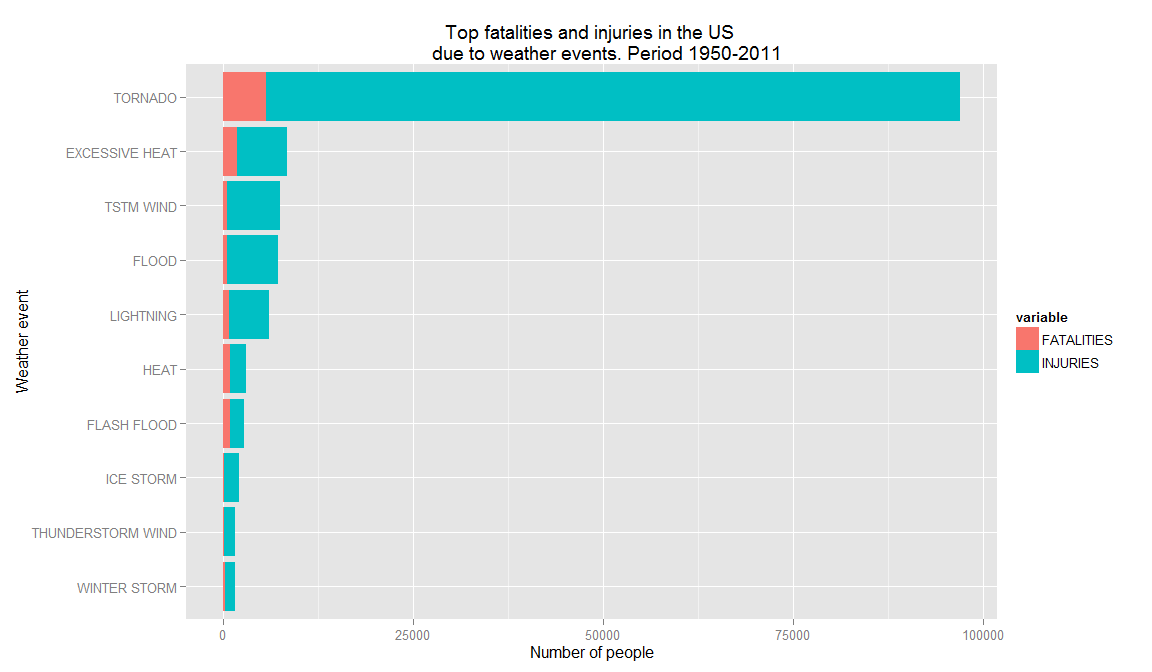 Top fatalities and injuries in the US
due to weather events. Period 1950-2011
Weather event
TORNADO
EXCESSIVE HEAT
TSTM WIND
FLOOD
LIGHTNING
HEAT
FLASH FLOOD
ICE STORM
THUNDERSTORM WIND
WINTER STORM
0 25000 50000 75000 100000
Number of people
variable
FATALITIES
INJURIES